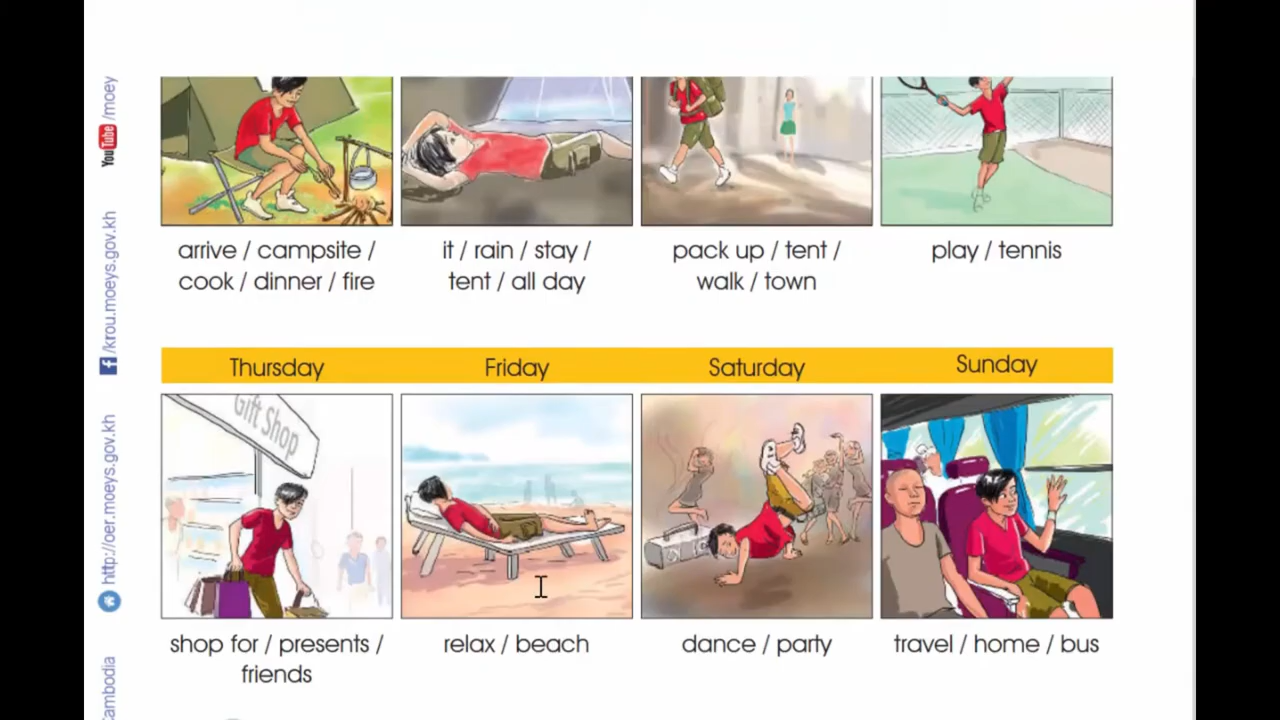 arrive / campsite /
cook / dinner / fire
it / rain / stay /
tent / all day
pack up / tent /
walk / town
play / tennis
Thursday
Friday
Saturday
Sunday
Gift Shop
shop for / presents /
friends
relax / beach
dance / party
travel / home / bus
YouTube /moey
/krou.moeys.gov.kh
http://oer.moeys.gov.kh